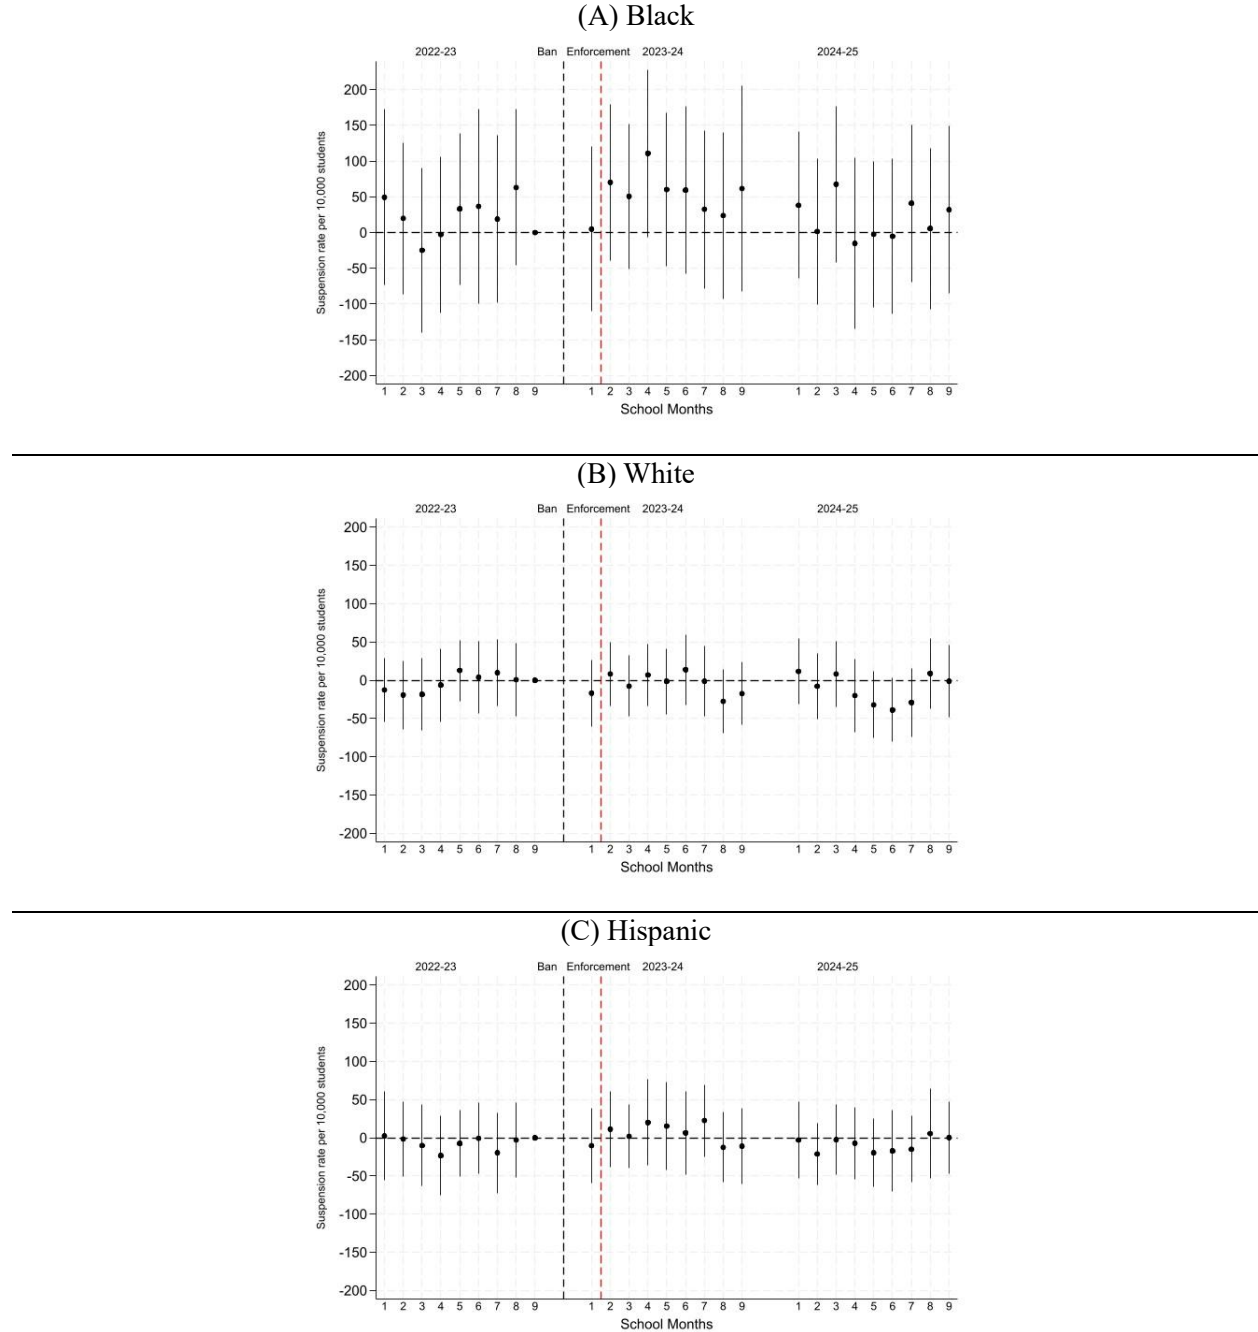 (A) Black
2022-23 Ban Enforcement 2023-24 2024-25
Suspension rate per 10,000 students
200
150
100
50
0
-50
-100
-150
-200
1 2 3 4 5 6 7 8 9 1 2 3 4 5 6 7 8 9 1 2 3 4 5 6 7 8 9
School Months
(B) White
2022-23 Ban Enforcement 2023-24 2024-25
Suspension rate per 10,000 students
200
150
100
50
0
-50
-100
-150
-200
1 2 3 4 5 6 7 8 9 1 2 3 4 5 6 7 8 9 1 2 3 4 5 6 7 8 9
School Months
(C) Hispanic
2022-23 Ban Enforcement 2023-24 2024-25
Suspension rate per 10,000 students
200
150
100
50
0
-50
-100
-150
-200
1 2 3 4 5 6 7 8 9 1 2 3 4 5 6 7 8 9 1 2 3 4 5 6 7 8 9
School Months